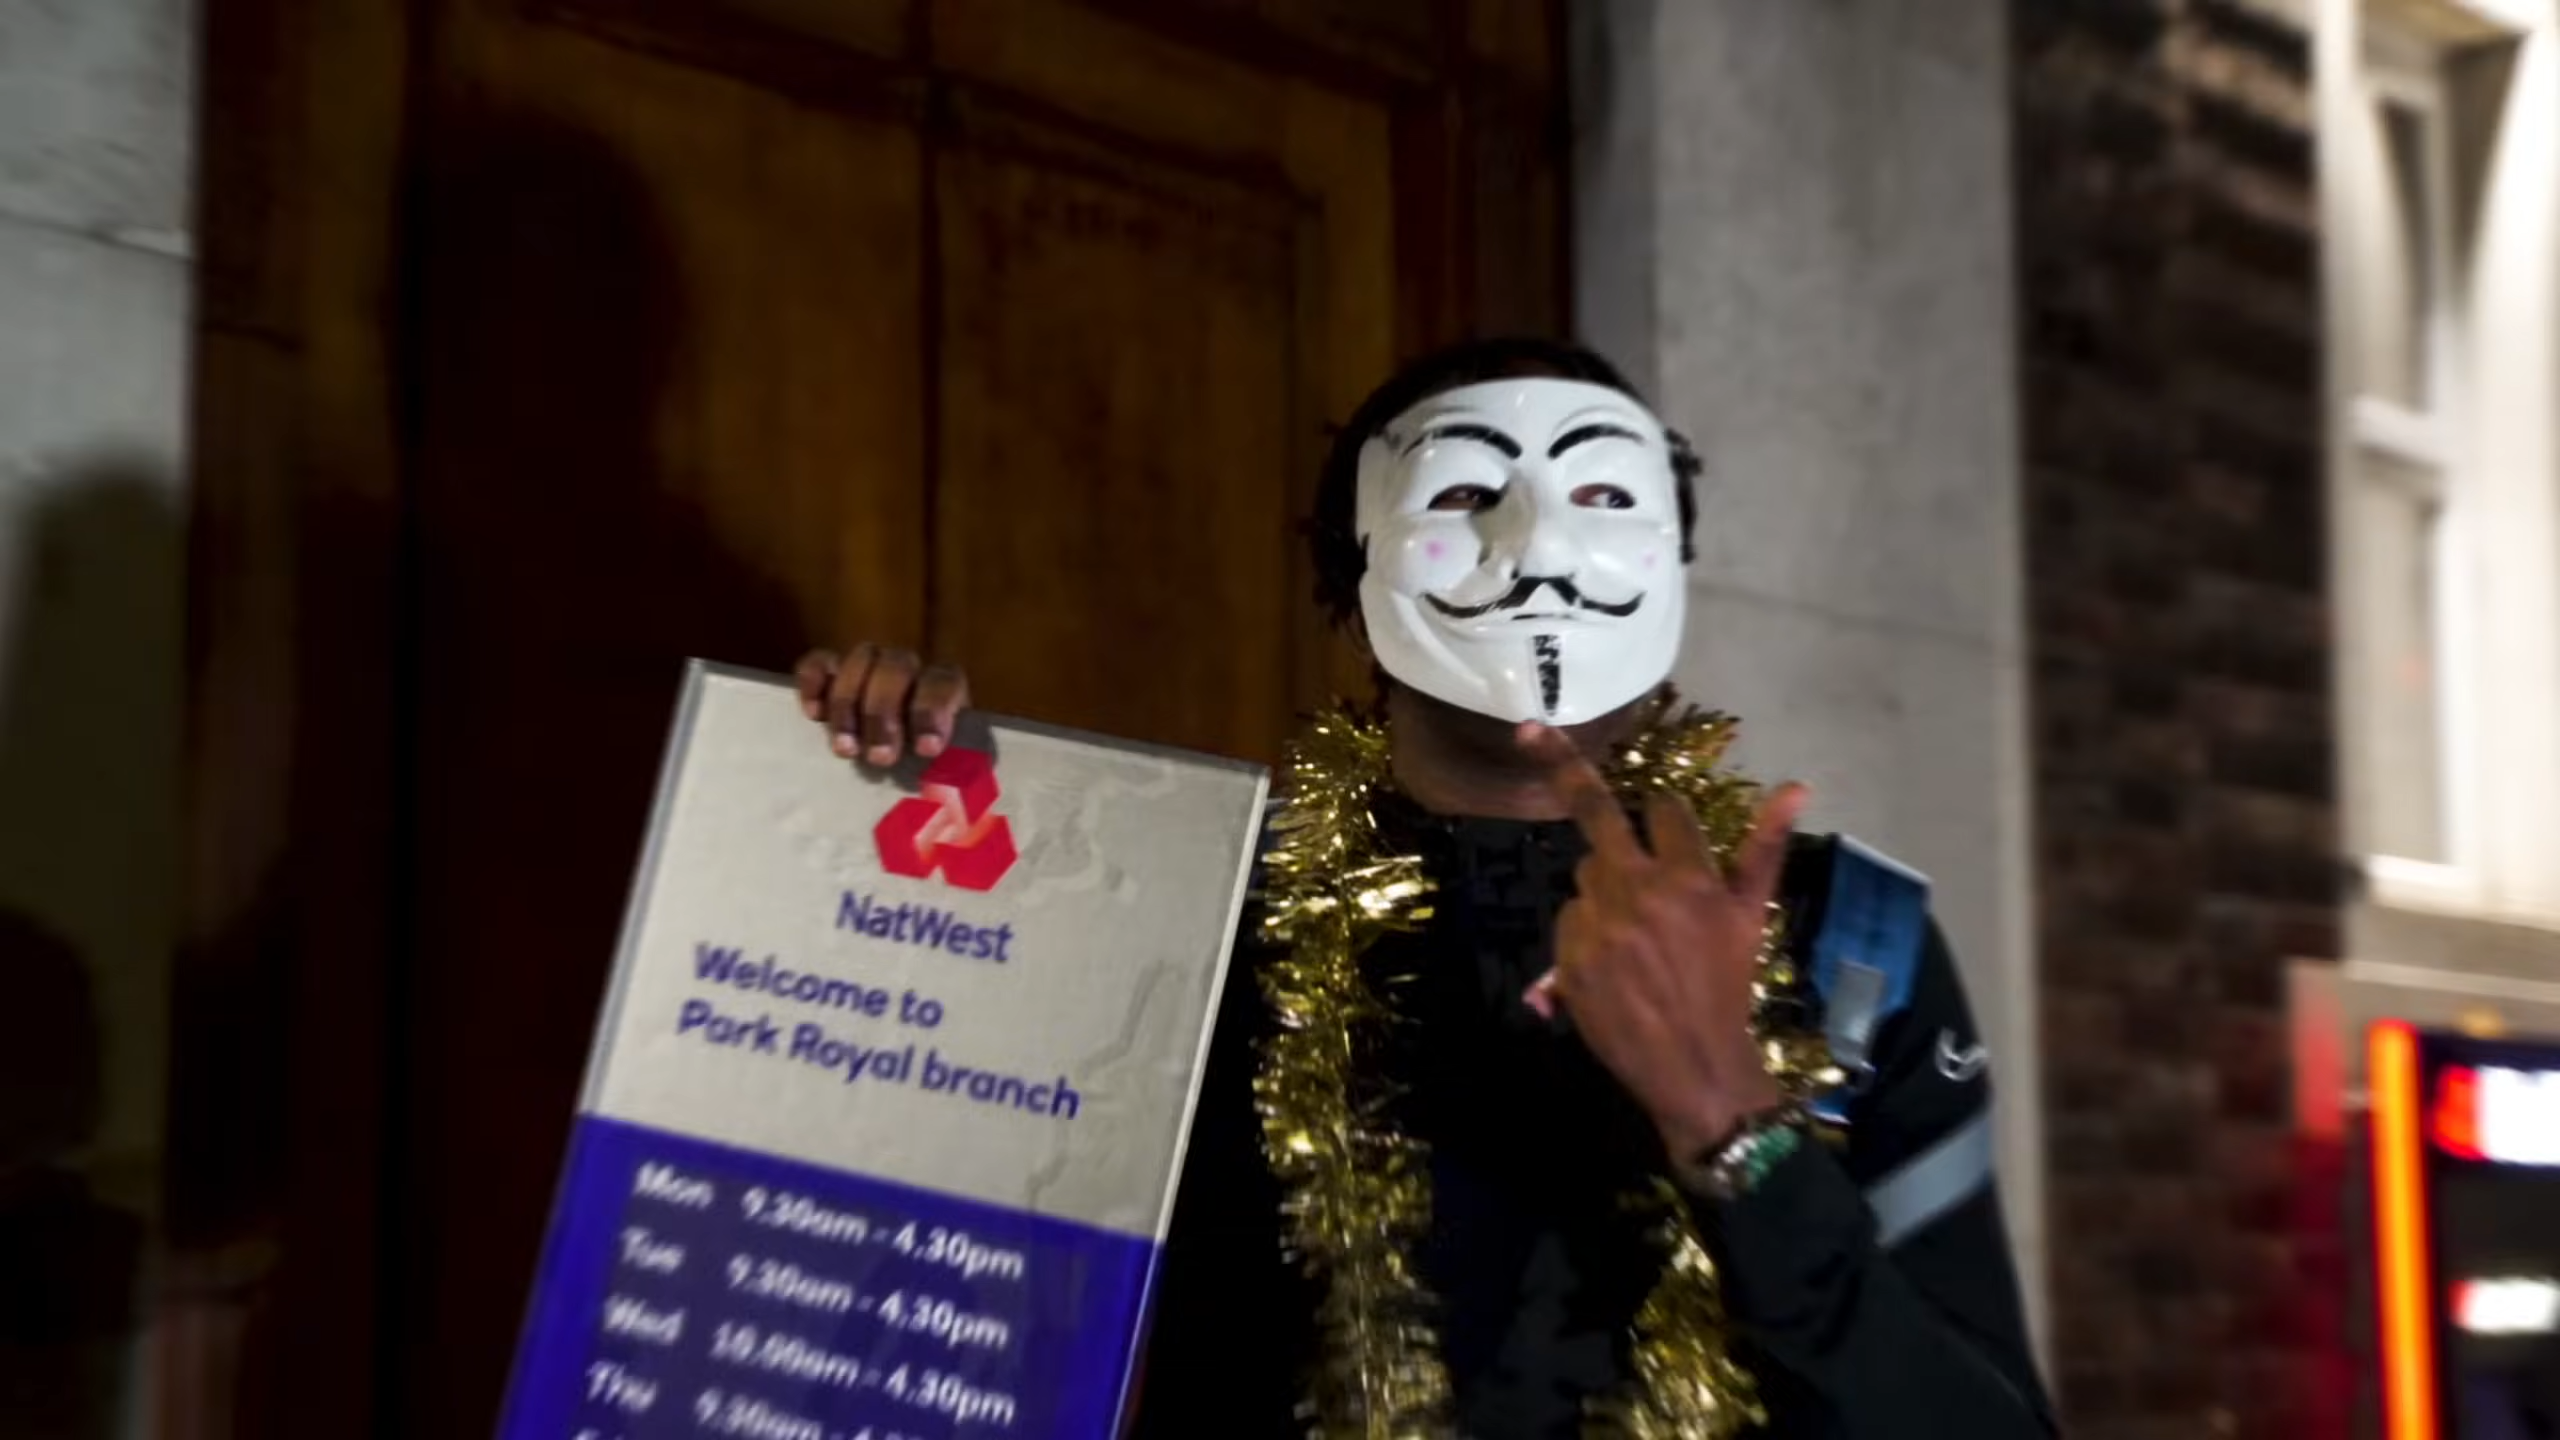 NatWest
Welcome to
Park Royal branch
Mon 9.30am - 4.30pm
Tue 9.30am - 4.30pm
Wed 10.00am - 4.30pm
Thu 9.30am - 4